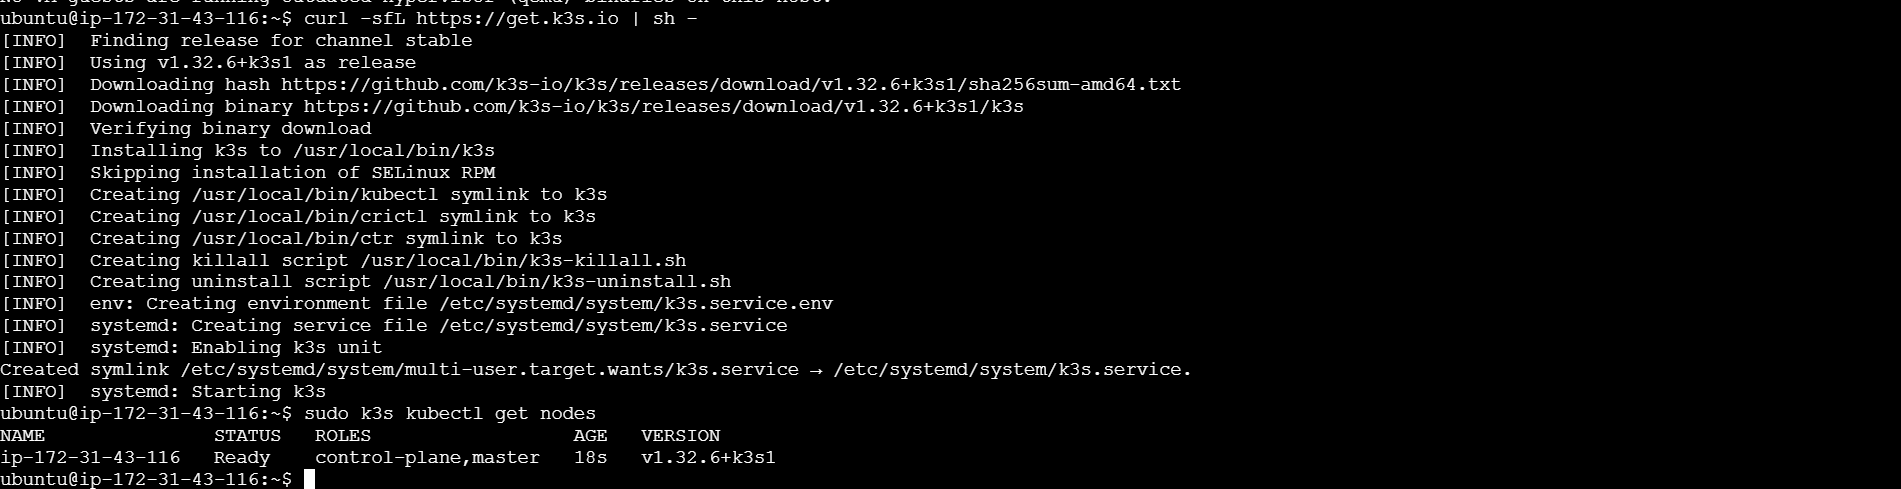 ubuntu@ip-172-31-43-116:~$ curl -sfL https://get.k3s.io | sh -
[INFO]  Finding release for channel stable
[INFO]  Using v1.32.6+k3s1 as release
[INFO]  Downloading hash https://github.com/k3s-io/k3s/releases/download/v1.32.6+k3s1/sha256sum-amd64.txt
[INFO]  Downloading binary https://github.com/k3s-io/k3s/releases/download/v1.32.6+k3s1/k3s
[INFO]  Verifying binary download
[INFO]  Installing k3s to /usr/local/bin/k3s
[INFO]  Skipping installation of SELinux RPM
[INFO]  Creating /usr/local/bin/kubectl symlink to k3s
[INFO]  Creating /usr/local/bin/crictl symlink to k3s
[INFO]  Creating /usr/local/bin/ctr symlink to k3s
[INFO]  Creating killall script /usr/local/bin/k3s-killall.sh
[INFO]  Creating uninstall script /usr/local/bin/k3s-uninstall.sh
[INFO]  env: Creating environment file /etc/systemd/system/k3s.service.env
[INFO]  systemd: Creating service file /etc/systemd/system/k3s.service
[INFO]  systemd: Enabling k3s unit
Created symlink /etc/systemd/system/multi-user.target.wants/k3s.service → /etc/systemd/system/k3s.service.
[INFO]  systemd: Starting k3s
ubuntu@ip-172-31-43-116:~$ sudo k3s kubectl get nodes
NAME               STATUS   ROLES                  AGE   VERSION
ip-172-31-43-116   Ready    control-plane,master   18s   v1.32.6+k3s1
ubuntu@ip-172-31-43-116:~$